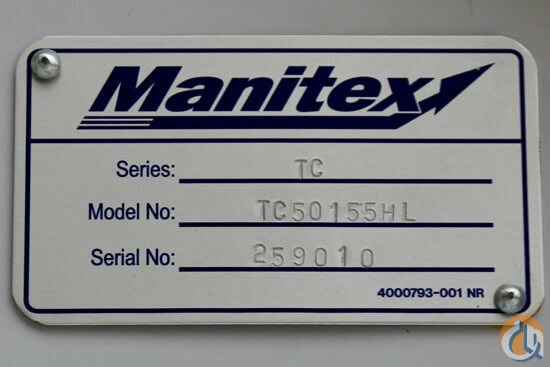 Manitex
Series: TC
Model No: TC50155HL
Serial No: 259010
4000793-001 NR